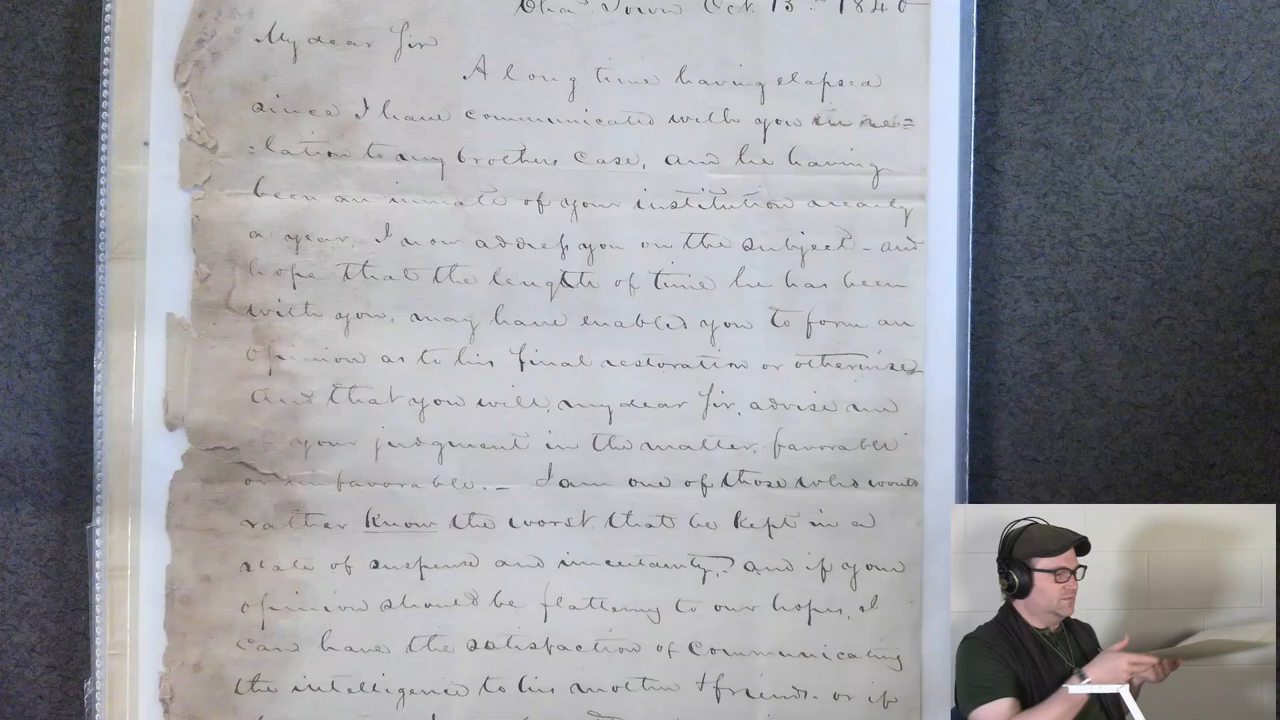 Chas Town Oct. 13th 1840
My dear Sir
A long time having elapsed
since I have communicated with you in re=
=lation to my brothers case, and he having
been an inmate of your institution nearly
a year, I now address you on the subject - and
hope that the length of time he has been
with you, may have enabled you to form an
opinion as to his final restoration or otherwise
And that you will, my dear Sir, advise me
of your judgment in the matter, favorable
or unfavorable. – I am one of those who would
rather know the worst that be kept in a
state of suspense and uncertainty, and if your
opinion should be flattering to our hopes, I
can have the satisfaction of communicating
the intelligence to his mother & friends. or if